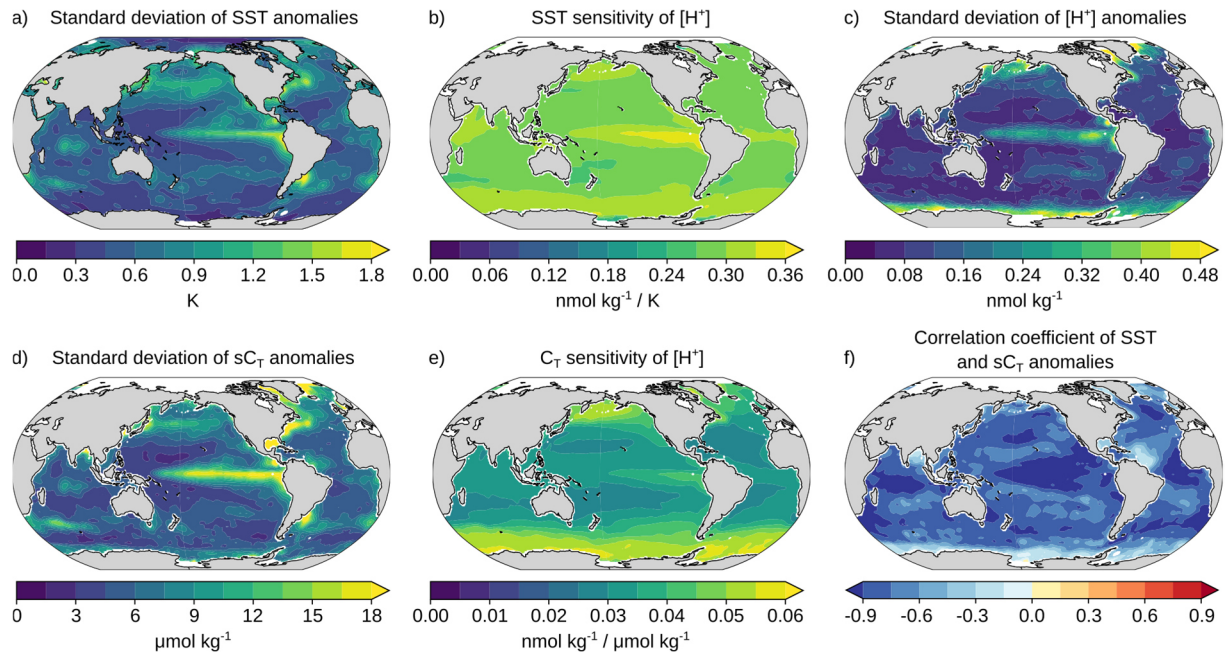 a) Standard deviation of SST anomalies
0.0 0.3 0.6 0.9 1.2 1.5 1.8
K
b) SST sensitivity of [H⁺]
0.00 0.06 0.12 0.18 0.24 0.30 0.36
nmol kg⁻¹ / K
c) Standard deviation of [H⁺] anomalies
0.00 0.08 0.16 0.24 0.32 0.40 0.48
nmol kg⁻¹
d) Standard deviation of sC_T anomalies
0 3 6 9 12 15 18
μmol kg⁻¹
e) C_T sensitivity of [H⁺]
0.00 0.01 0.02 0.03 0.04 0.05 0.06
nmol kg⁻¹ / μmol kg⁻¹
f) Correlation coefficient of SST
and sC_T anomalies
-0.9 -0.6 -0.3 0.0 0.3 0.6 0.9